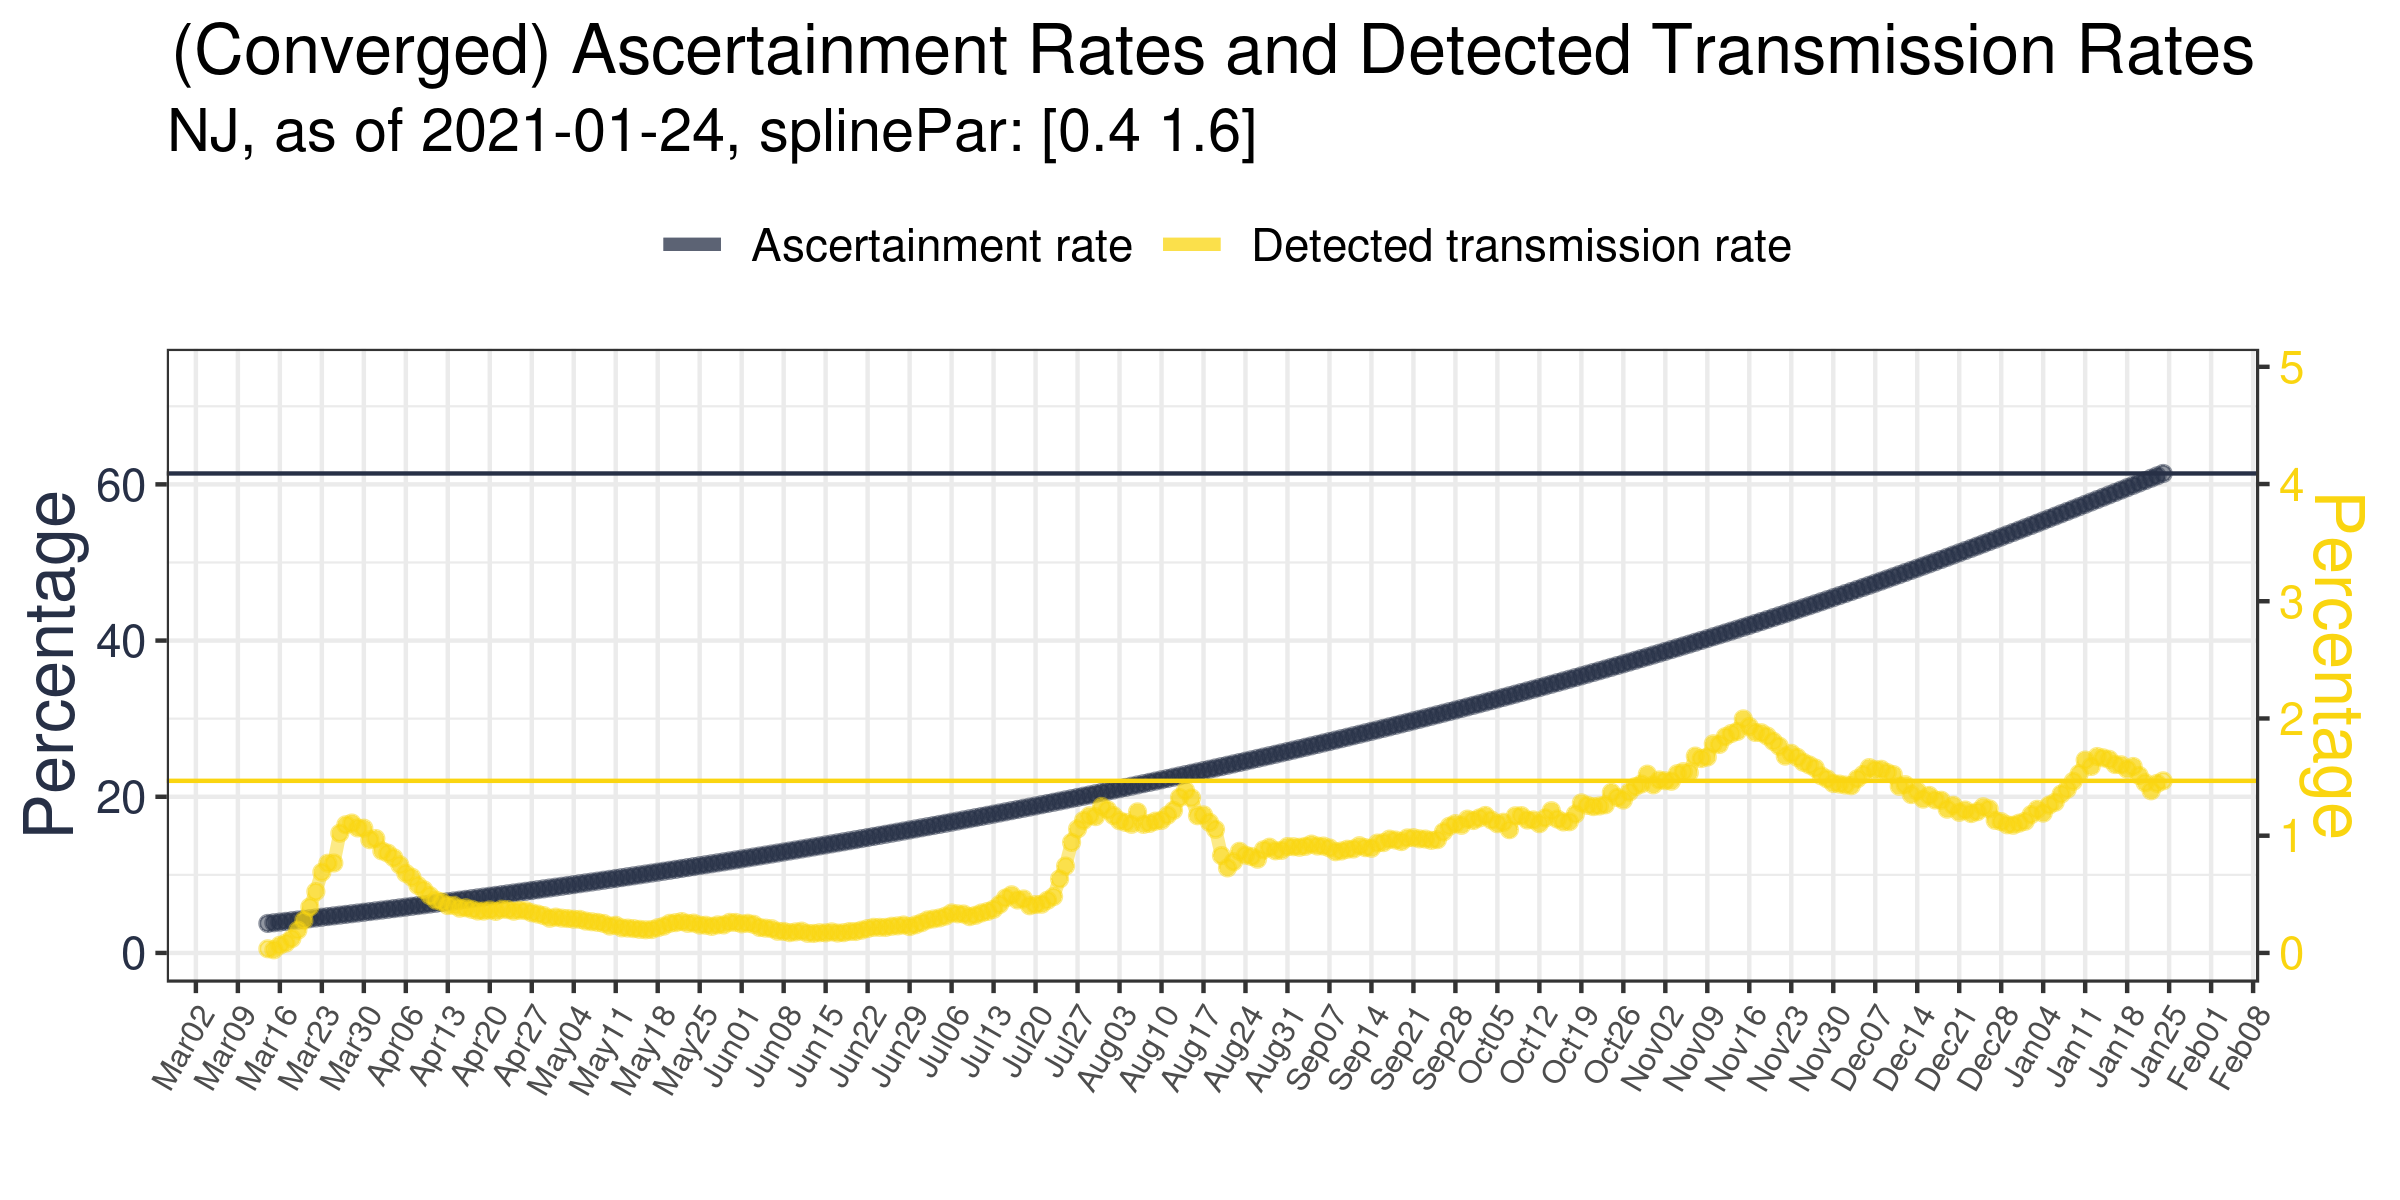 (Converged) Ascertainment Rates and Detected Transmission Rates
NJ, as of 2021-01-24, splinePar: [0.4 1.6]
Ascertainment rate
Detected transmission rate
Percentage
60
40
20
0
5
4
3
2
1
0
Percentage
Mar02
Mar09
Mar16
Mar23
Mar30
Apr06
Apr13
Apr20
Apr27
May04
May11
May18
May25
Jun01
Jun08
Jun15
Jun22
Jun29
Jul06
Jul13
Jul20
Jul27
Aug03
Aug10
Aug17
Aug24
Aug31
Sep07
Sep14
Sep21
Sep28
Oct05
Oct12
Oct19
Oct26
Nov02
Nov09
Nov16
Nov23
Nov30
Dec07
Dec14
Dec21
Dec28
Jan04
Jan11
Jan18
Jan25
Feb01
Feb08